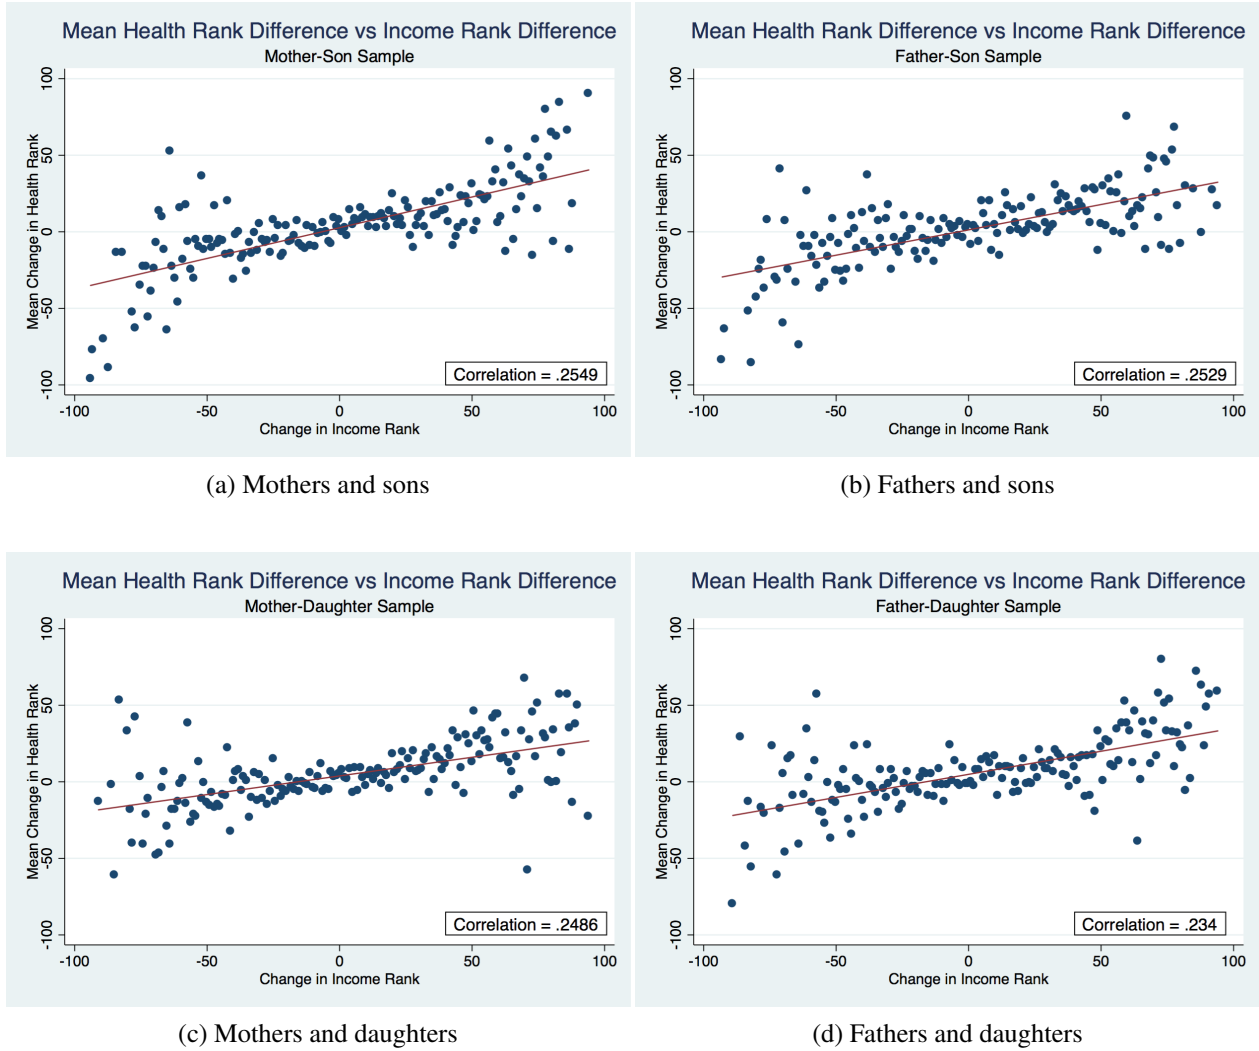 Mean Health Rank Difference vs Income Rank Difference
Mother-Son Sample
Mean Change in Health Rank
100
50
0
-50
-100
Correlation = .2549
-100 -50 0 50 100
Change in Income Rank
(a) Mothers and sons
Mean Health Rank Difference vs Income Rank Difference
Father-Son Sample
Mean Change in Health Rank
100
50
0
-50
-100
Correlation = .2529
-100 -50 0 50 100
Change in Income Rank
(b) Fathers and sons
Mean Health Rank Difference vs Income Rank Difference
Mother-Daughter Sample
Mean Change in Health Rank
100
50
0
-50
-100
Correlation = .2486
-100 -50 0 50 100
Change in Income Rank
(c) Mothers and daughters
Mean Health Rank Difference vs Income Rank Difference
Father-Daughter Sample
Mean Change in Health Rank
100
50
0
-50
-100
Correlation = .234
-100 -50 0 50 100
Change in Income Rank
(d) Fathers and daughters